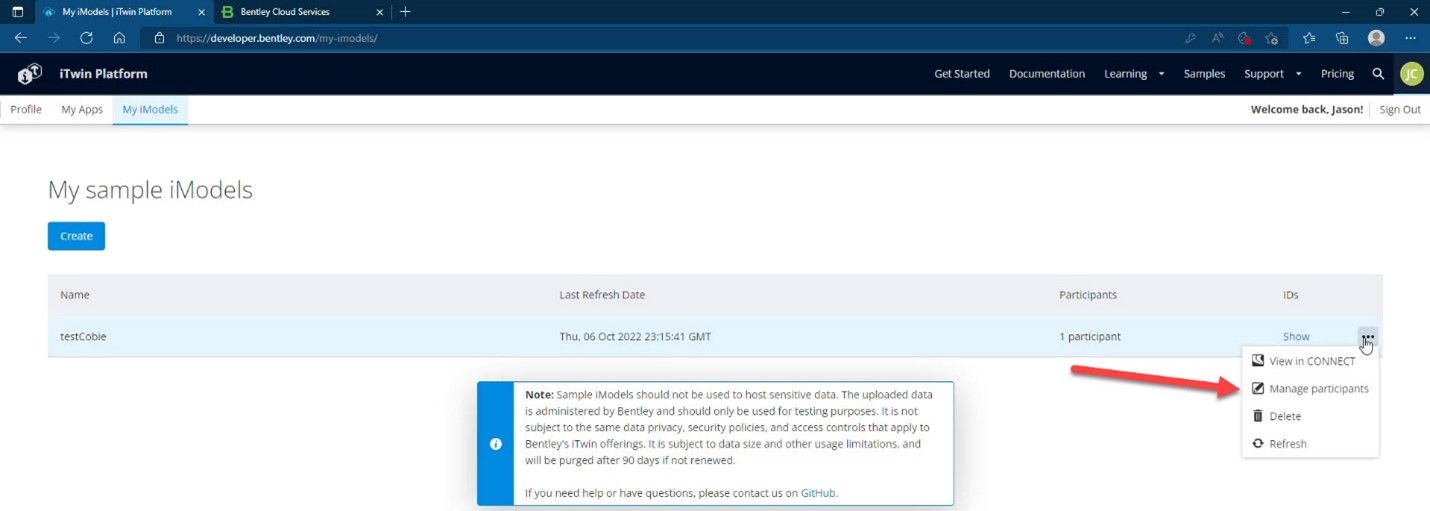 My iModels | iTwin Platform
Bentley Cloud Services
https://developer.bentley.com/my-imodels/
iTwin Platform
Get Started Documentation Learning Samples Support Pricing JC
Profile My Apps My iModels Welcome back, Jason! Sign Out
My sample iModels
Create
Name Last Refresh Date Participants IDs
testCobie Thu, 06 Oct 2022 23:15:41 GMT 1 participant Show
View in CONNECT
Manage participants
Delete
Refresh
Note: Sample iModels should not be used to host sensitive data. The uploaded data
is administered by Bentley and should only be used for testing purposes. It is not
subject to the same data privacy, security policies, and access controls that apply to
Bentley's iTwin offerings. It is subject to data size and other usage limitations, and
will be purged after 90 days if not renewed.
If you need help or have questions, please contact us on GitHub.